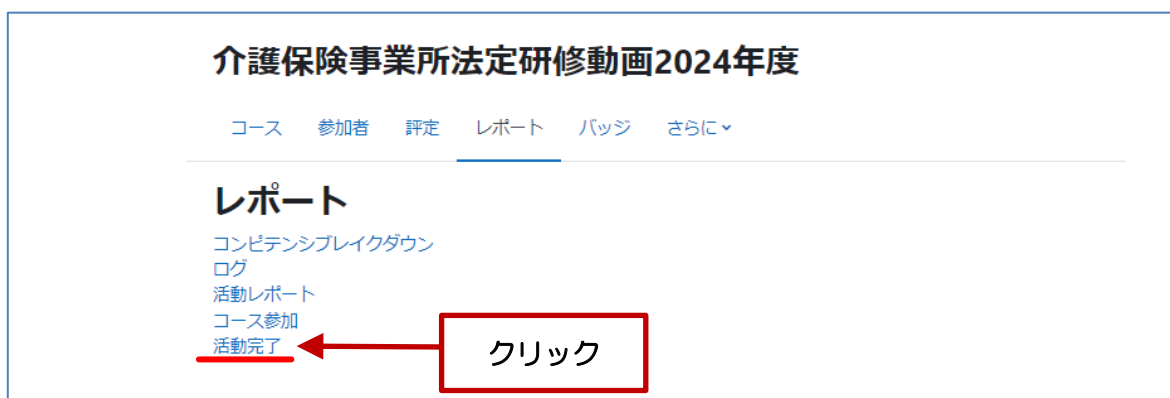 介護保険事業所法定研修動画2024年度
コース 参加者 評定 レポート バッジ さらに
レポート
コンピテンシブレイクダウン
ログ
活動レポート
コース参加
活動完了
クリック